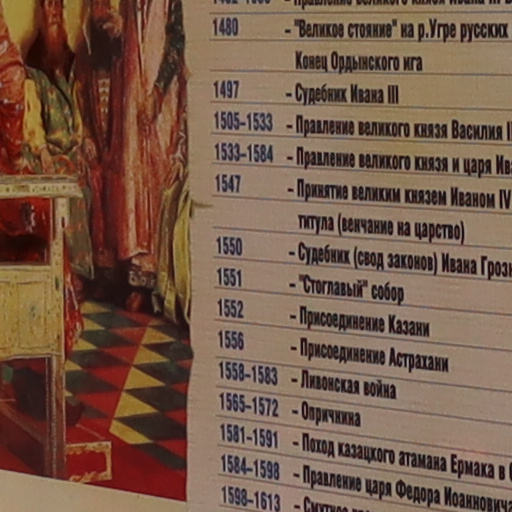 1480 - "Великое стояние" на р.Угре русских
Конец Ордынского ига
1497 - Судебник Ивана III
1505-1533 - Правление великого князя Василия
1533-1584 - Правление великого князя и царя
1547 - Принятие великим князем Иваном IV
титула (венчание на царство)
1550 - Судебник (свод законов) Ивана
1551 - "Стоглавый" собор
1552 - Присоединение Казани
1556 - Присоединение Астрахани
1558-1583 - Ливонская война
1565-1572 - Опричнина
1581-1591 - Поход казацкого атамана Ермака в
1584-1598 - Правление царя Федора Иоанновича
1598-1613 - Смутное